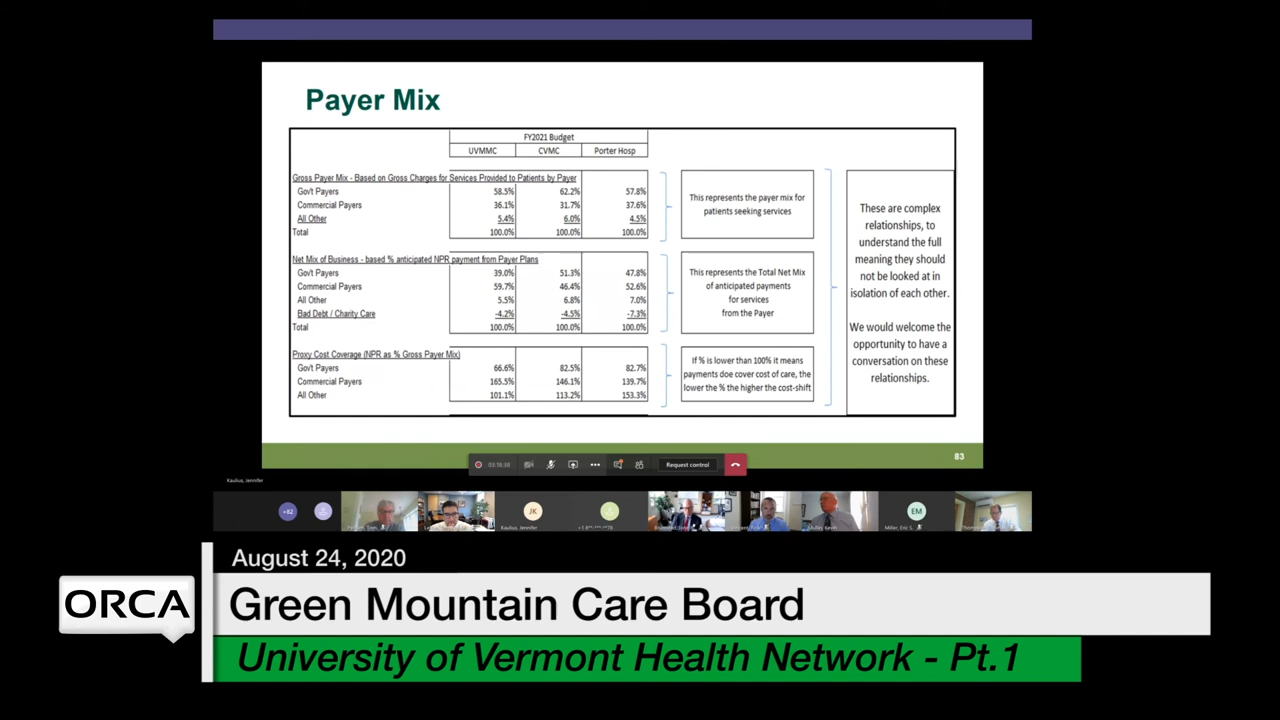 Payer Mix
FY2021 Budget
UVMMC CVMC Porter Hosp
Gross Payer Mix - Based on Gross Charges for Services Provided to Patients by Payer
Gov't Payers 58.5% 62.2% 57.8%
Commercial Payers 36.1% 31.7% 37.6%
All Other 5.4% 6.0% 4.5%
Total 100.0% 100.0% 100.0%
This represents the payer mix for
patients seeking services
Net Mix of Business - based % anticipated NPR payment from Payer Plans
Gov't Payers 39.0% 51.3% 47.8%
Commercial Payers 59.7% 46.4% 52.6%
All Other 5.5% 6.8% 7.0%
Bad Debt / Charity Care -4.2% -4.5% -7.3%
Total 100.0% 100.0% 100.0%
This represents the Total Net Mix
of anticipated payments
for services
from the Payer
Proxy Cost Coverage (NPR as % Gross Payer Mix)
Gov't Payers 66.6% 82.5% 82.7%
Commercial Payers 165.5% 146.1% 139.7%
All Other 101.1% 113.2% 153.3%
If % is lower than 100% it means
payments doe cover cost of care, the
lower the % the higher the cost-shift
These are complex
relationships, to
understand the full
meaning they should
not be looked at in
isolation of each other.
We would welcome the
opportunity to have a
conversation on these
relationships.
83
Request control
Kaulius, Jennifer
+82
JK
EM
Kaulius, Jennifer
Miller, Eric S.
August 24, 2020
ORCA
Green Mountain Care Board
University of Vermont Health Network - Pt.1